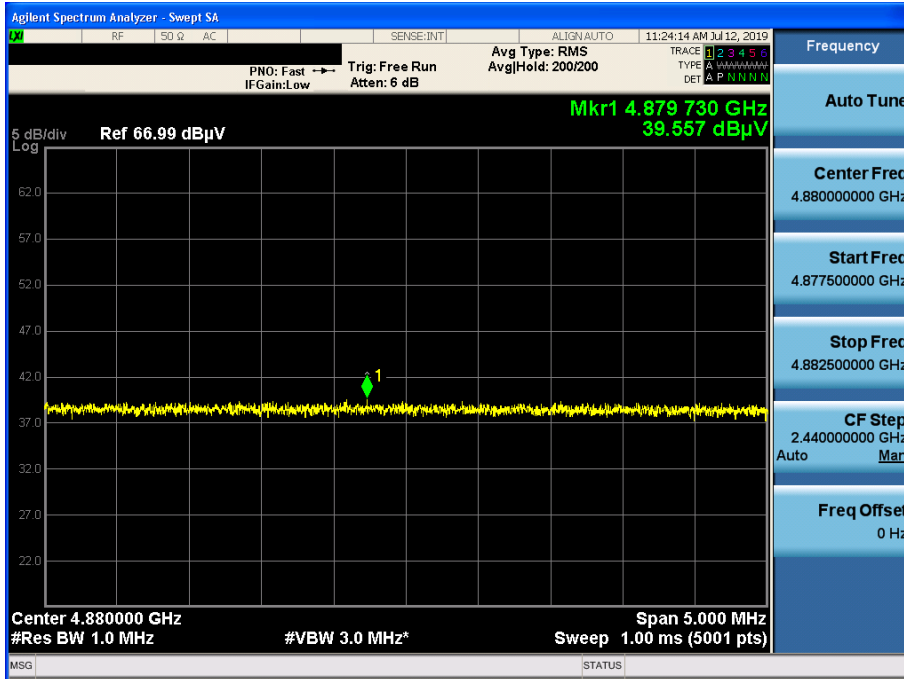 Agilent Spectrum Analyzer - Swept SA
LXI RF 50 Ω AC SENSE:INT ALIGN AUTO 11:24:14 AM Jul 12, 2019
PNO: Fast
IFGain:Low
Trig: Free Run
Atten: 6 dB
Avg Type: RMS
Avg|Hold: 200/200
TRACE 1 2 3 4 5 6
TYPE A WWWWW
DET A P N N N N
Frequency
Mkr1 4.879 730 GHz
39.557 dBµV
5 dB/div Ref 66.99 dBµV
Log
62.0
57.0
52.0
47.0
42.0
37.0
32.0
27.0
22.0
1
Center 4.880000 GHz Span 5.000 MHz
#Res BW 1.0 MHz #VBW 3.0 MHz* Sweep 1.00 ms (5001 pts)
Auto Tune
Center Freq
4.880000000 GHz
Start Freq
4.877500000 GHz
Stop Freq
4.882500000 GHz
CF Step
2.440000000 GHz
Auto Man
Freq Offset
0 Hz
MSG STATUS